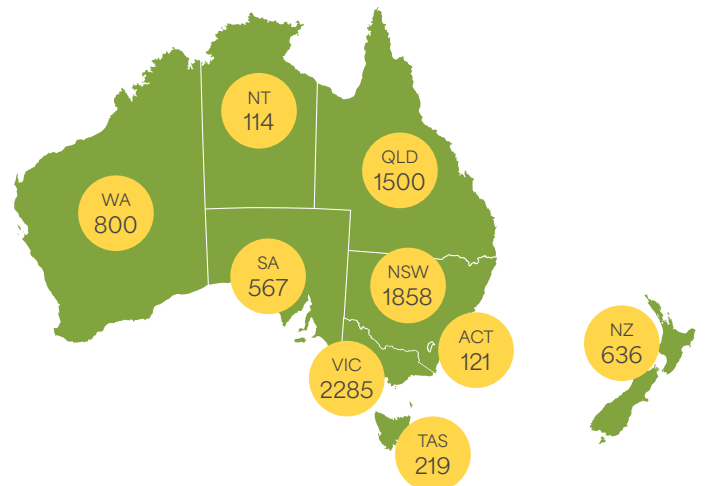 NT
114
QLD
1500
WA
800
SA
567
NSW
1858
NZ
636
ACT
121
VIC
2285
TAS
219